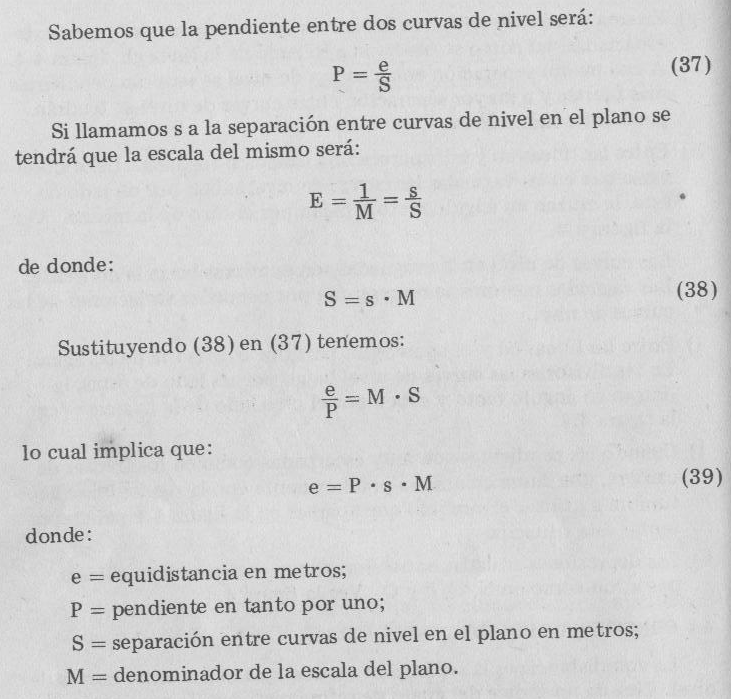 Sabemos que la pendiente entre dos curvas de nivel será:
P = e/S (37)
Si llamamos s a la separación entre curvas de nivel en el plano se
tendrá que la escala del mismo será:
E = 1/M = s/S
de donde:
S = s · M (38)
Sustituyendo (38) en (37) tenemos:
e/P = M · S
lo cual implica que:
e = P · s · M (39)
donde:
e = equidistancia en metros;
P = pendiente en tanto por uno;
S = separación entre curvas de nivel en el plano en metros;
M = denominador de la escala del plano.